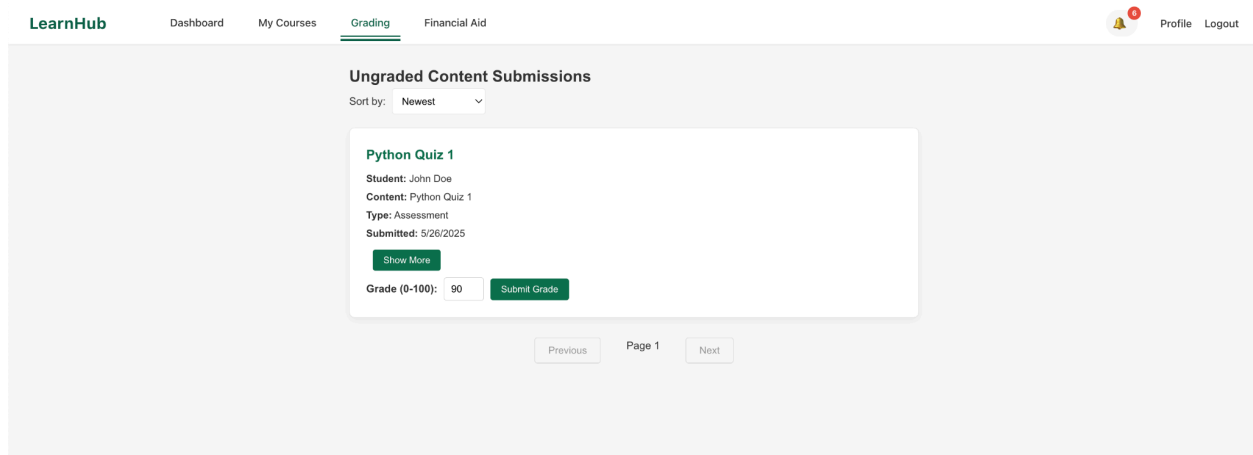 LearnHub Dashboard My Courses Grading Financial Aid 6 Profile Logout
Ungraded Content Submissions
Sort by: Newest
Python Quiz 1
Student: John Doe
Content: Python Quiz 1
Type: Assessment
Submitted: 5/26/2025
Show More
Grade (0-100): 90 Submit Grade
Previous Page 1 Next